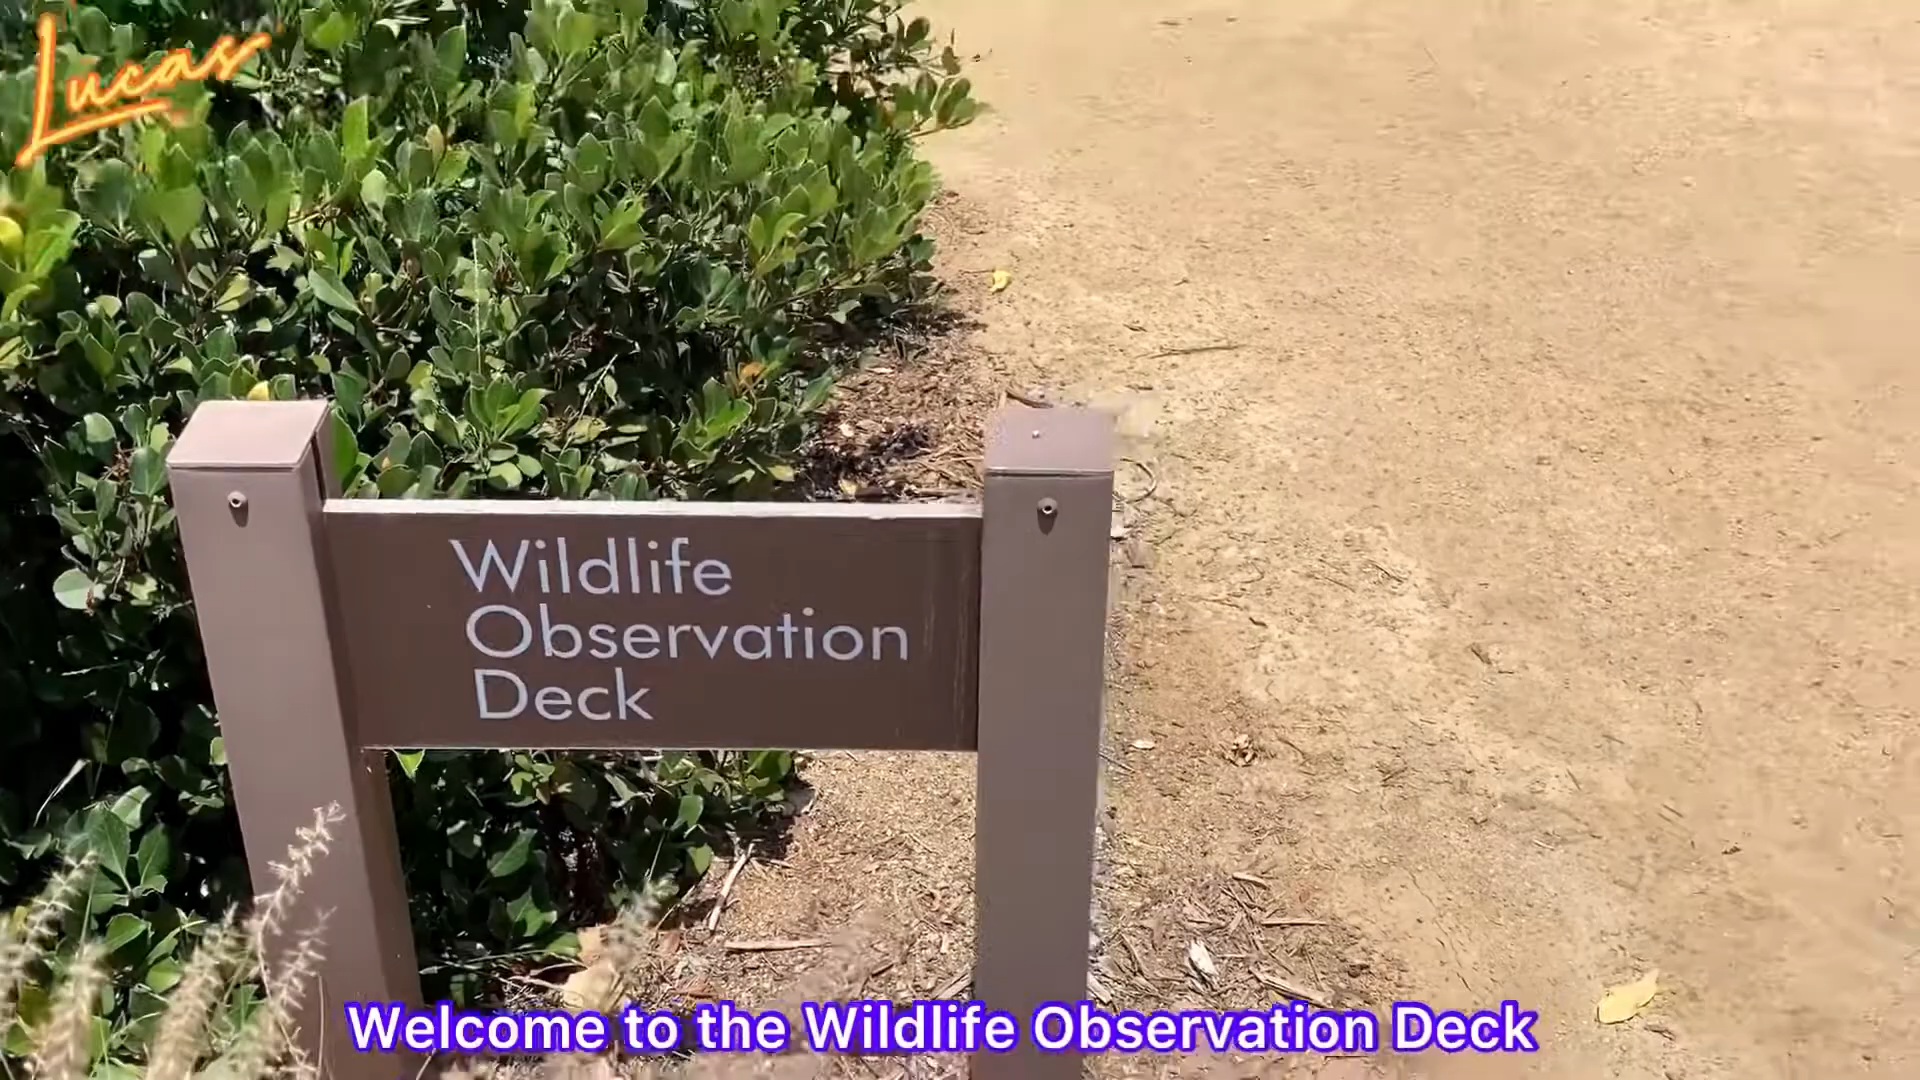 Lucas
Wildlife
Observation
Deck
Welcome to the Wildlife Observation Deck